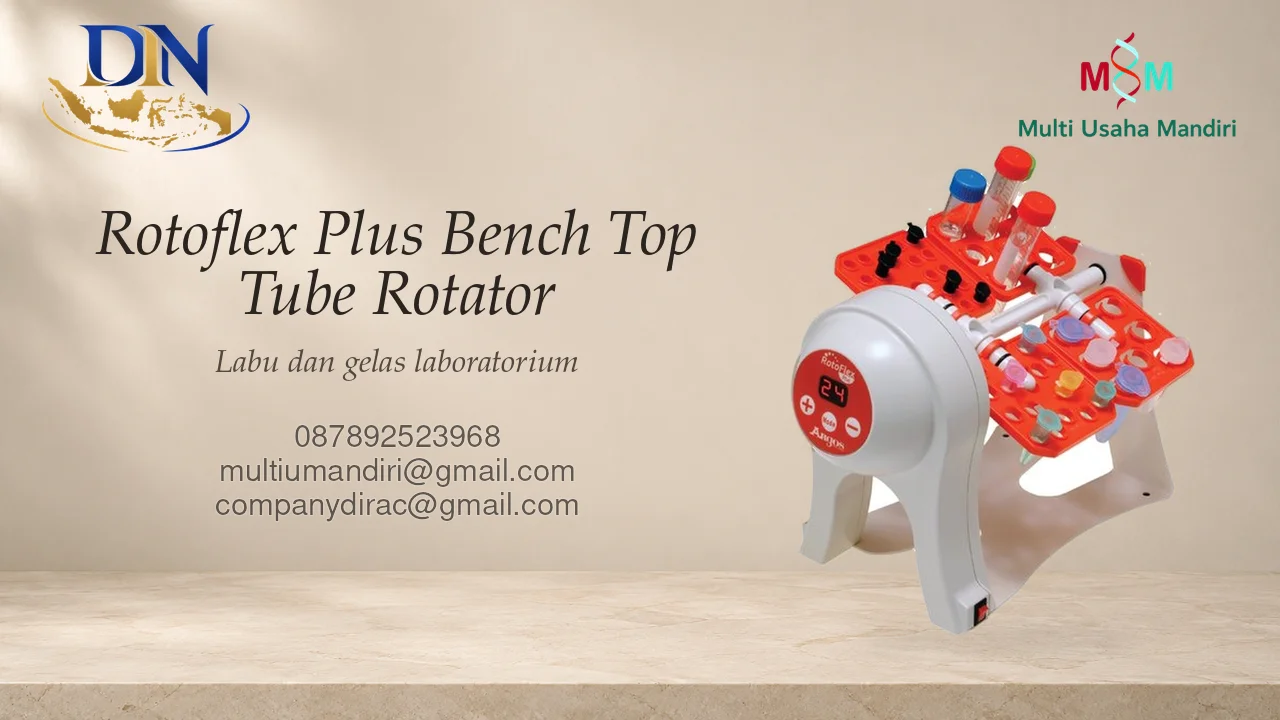 DN
M M
Multi Usaha Mandiri
Rotoflex Plus Bench Top
Tube Rotator
Labu dan gelas laboratorium
087892523968
multiumandiri@gmail.com
companydirac@gmail.com
RotoFlex
24
+
Mode
−
Argos